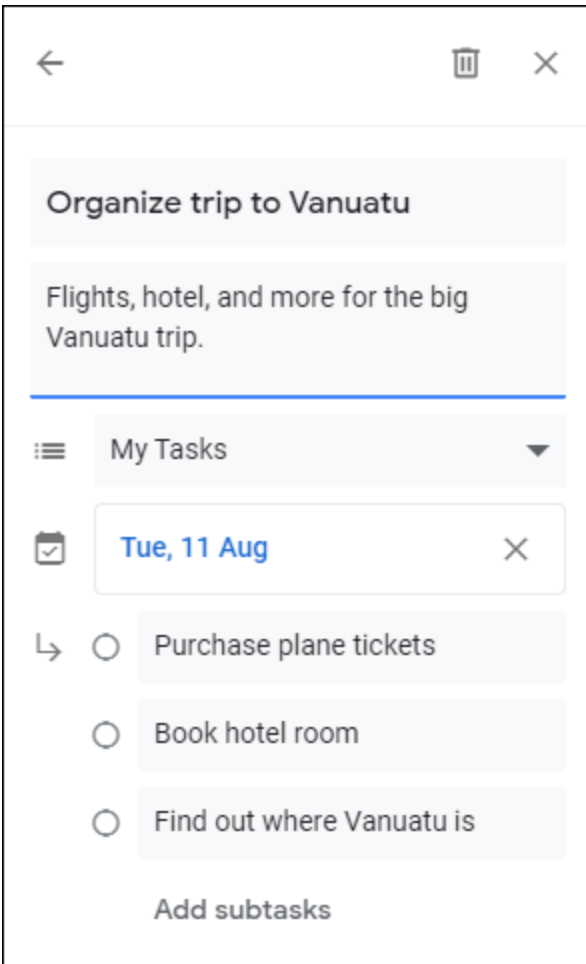 Organize trip to Vanuatu
Flights, hotel, and more for the big
Vanuatu trip.
My Tasks
Tue, 11 Aug
Purchase plane tickets
Book hotel room
Find out where Vanuatu is
Add subtasks